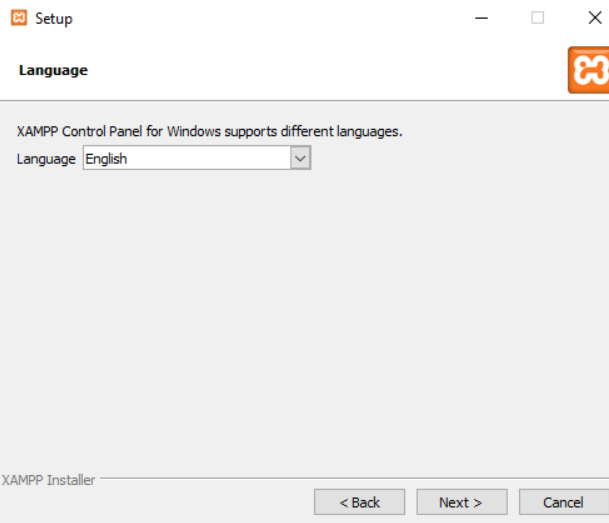 Setup
Language
XAMPP Control Panel for Windows supports different languages.
Language English
XAMPP Installer
< Back Next > Cancel